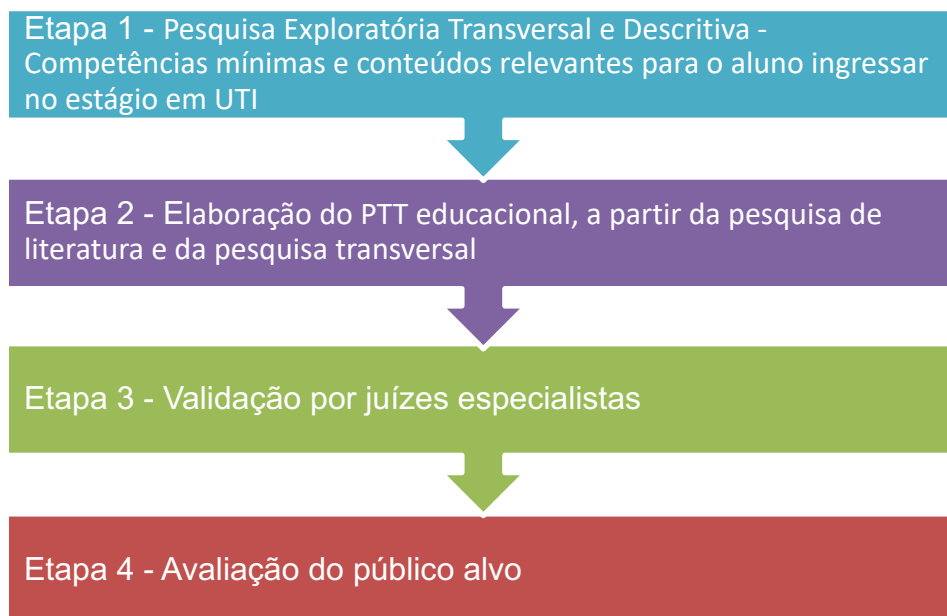 Etapa 1 - Pesquisa Exploratória Transversal e Descritiva -
Competências mínimas e conteúdos relevantes para o aluno ingressar
no estágio em UTI
Etapa 2 - Elaboração do PTT educacional, a partir da pesquisa de
literatura e da pesquisa transversal
Etapa 3 - Validação por juízes especialistas
Etapa 4 - Avaliação do público alvo